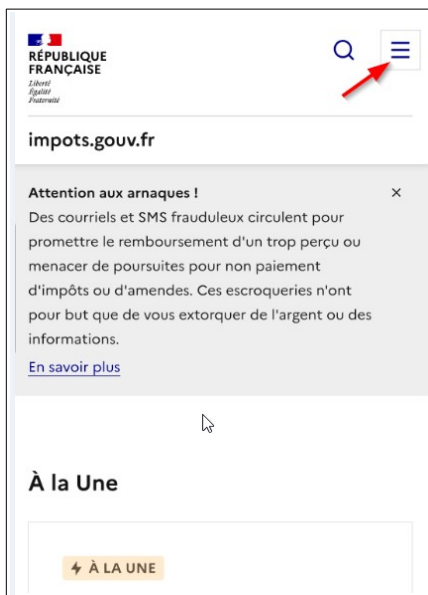 RÉPUBLIQUE
FRANÇAISE
Liberté
Égalité
Fraternité
impots.gouv.fr
Attention aux arnaques !
Des courriels et SMS frauduleux circulent pour
promettre le remboursement d'un trop perçu ou
menacer de poursuites pour non paiement
d'impôts ou d'amendes. Ces escroqueries n'ont
pour but que de vous extorquer de l'argent ou des
informations.
En savoir plus
À la Une
À LA UNE